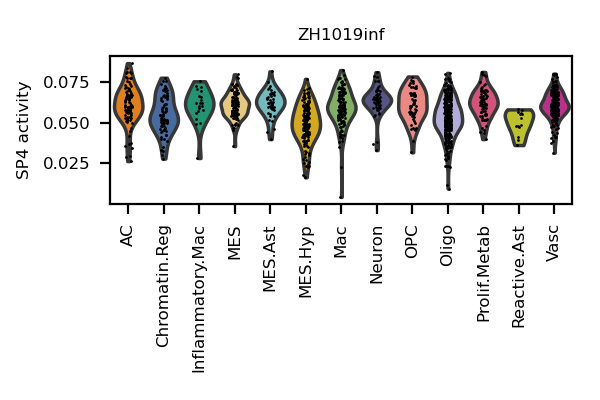 ZH1019inf
SP4 activity
0.075
0.050
0.025
AC
Chromatin.Reg
Inflammatory.Mac
MES
MES.Ast
MES.Hyp
Mac
Neuron
OPC
Oligo
Prolif.Metab
Reactive.Ast
Vasc